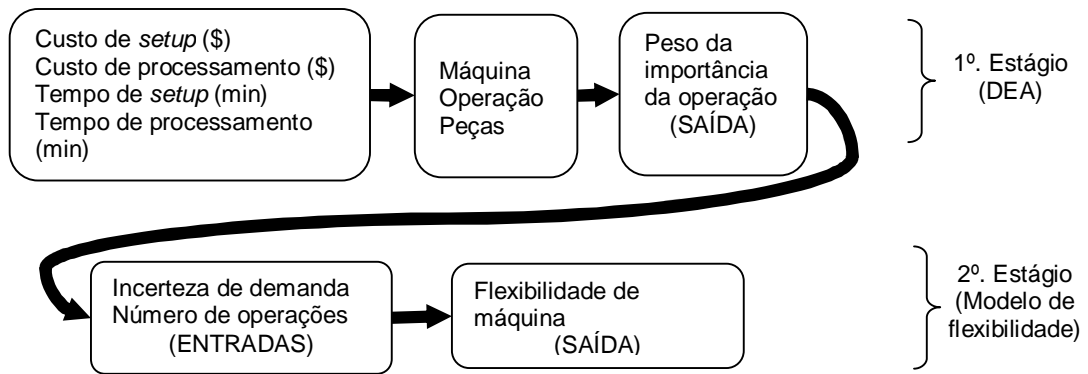 Custo de setup ($)
Custo de processamento ($)
Tempo de setup (min)
Tempo de processamento
(min)
Máquina
Operação
Peças
Peso da
importância
da operação
(SAÍDA)
1º. Estágio
(DEA)
Incerteza de demanda
Número de operações
(ENTRADAS)
Flexibilidade de
máquina
(SAÍDA)
2º. Estágio
(Modelo de
flexibilidade)